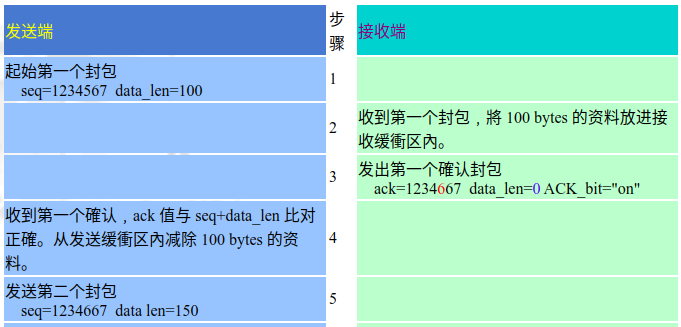 发送端
步
骤
接收端
起始第一个封包
seq=1234567 data_len=100
1
2
收到第一个封包，將 100 bytes 的资料放进接
收缓衝区內。
3
发出第一个確认封包
ack=1234667 data_len=0 ACK_bit="on"
收到第一个確认，ack 值与 seq+data_len 比对
正確。从发送缓衝区內减除 100 bytes 的资
料。
4
发送第二个封包
seq=1234667 data len=150
5